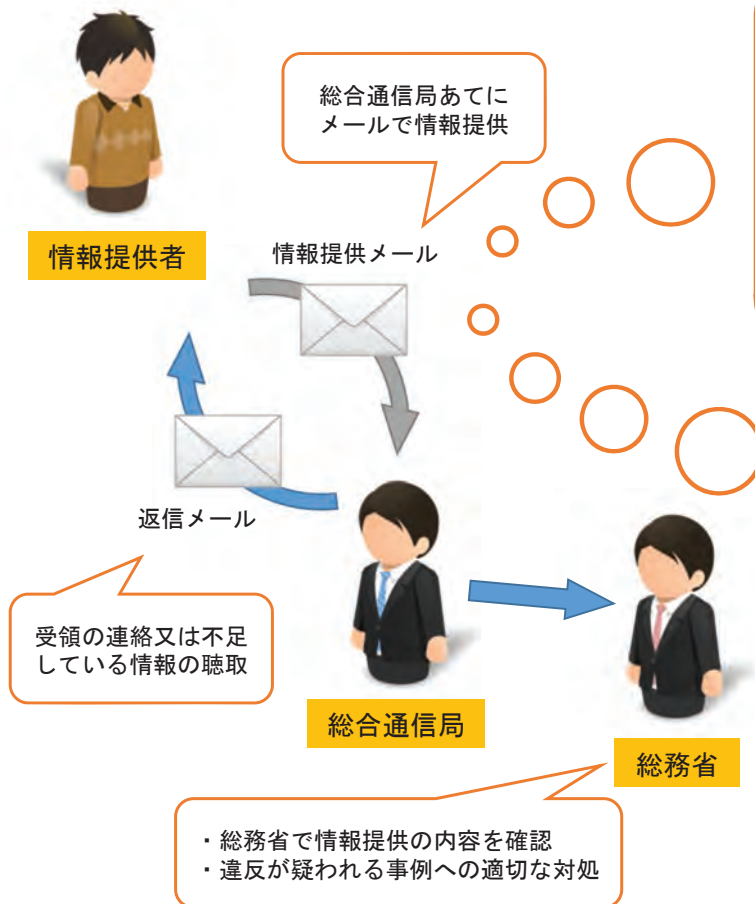 総合通信局あてに
メールで情報提供
情報提供者
情報提供メール
返信メール
受領の連絡又は不足
している情報の聴取
総合通信局
総務省
・総務省で情報提供の内容を確認
・違反が疑われる事例への適切な対処